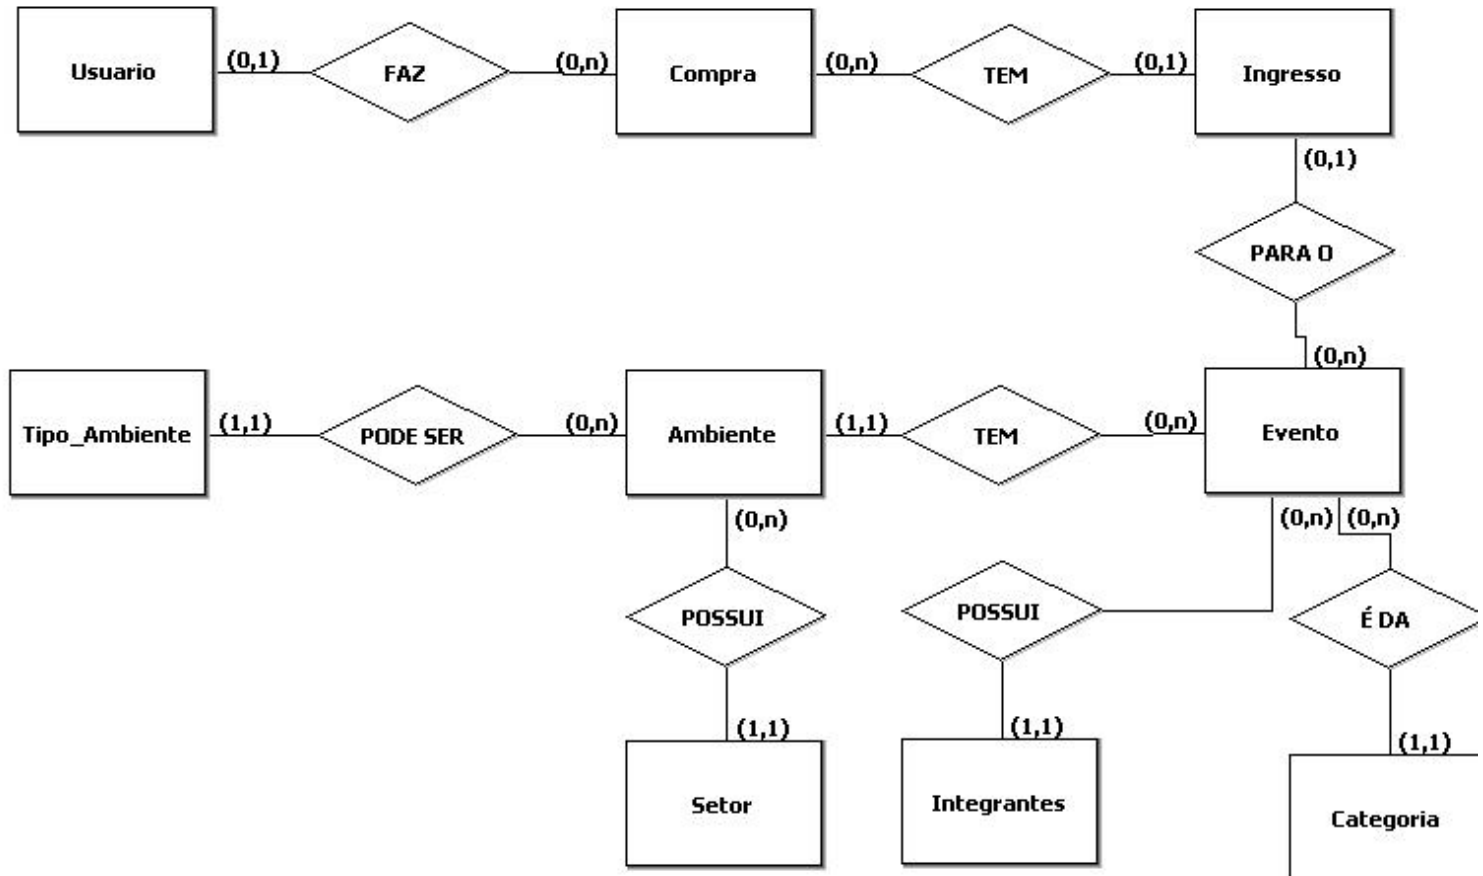 Usuario (0,1) FAZ (0,n) Compra (0,n) TEM (0,1) Ingresso
(0,1)
PARA O
(0,n)
Tipo_Ambiente (1,1) PODE SER (0,n) Ambiente (1,1) TEM (0,n) Evento
(0,n) (0,n) (0,n)
POSSUI POSSUI É DA
(1,1) (1,1) (1,1)
Setor Integrantes Categoria